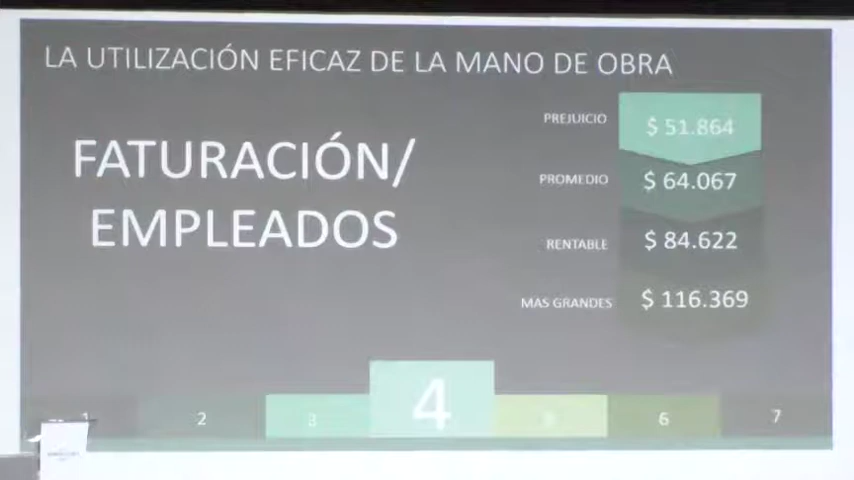 LA UTILIZACIÓN EFICAZ DE LA MANO DE OBRA
FATURACIÓN/
EMPLEADOS
PREJUICIO $ 51.864
PROMEDIO $ 64.067
RENTABLE $ 84.622
MAS GRANDES $ 116.369
1 2 3 4 5 6 7